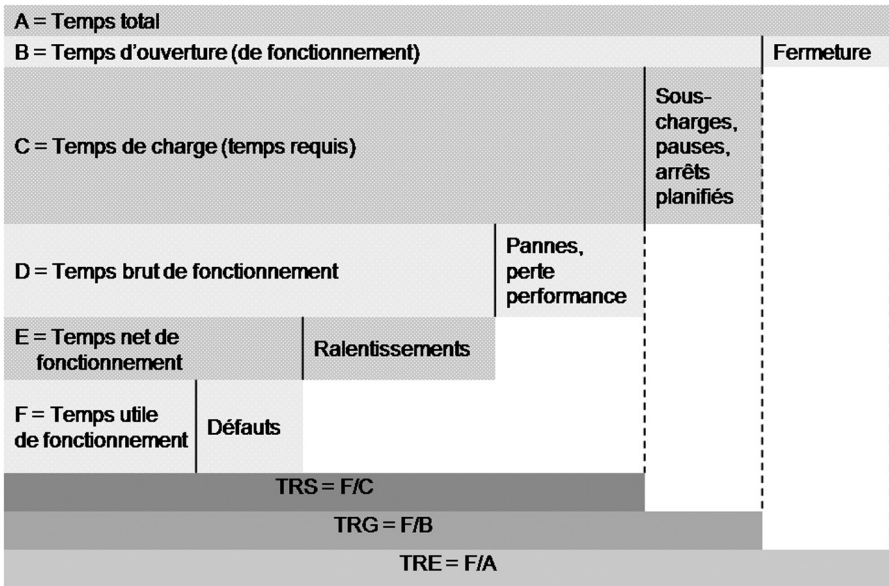 A = Temps total
B = Temps d'ouverture (de fonctionnement)
Fermeture
C = Temps de charge (temps requis)
Sous-
charges,
pauses,
arrêts
planifiés
D = Temps brut de fonctionnement
Pannes,
perte
performance
E = Temps net de
fonctionnement
Ralentissements
F = Temps utile
de fonctionnement
Défauts
TRS = F/C
TRG = F/B
TRE = F/A